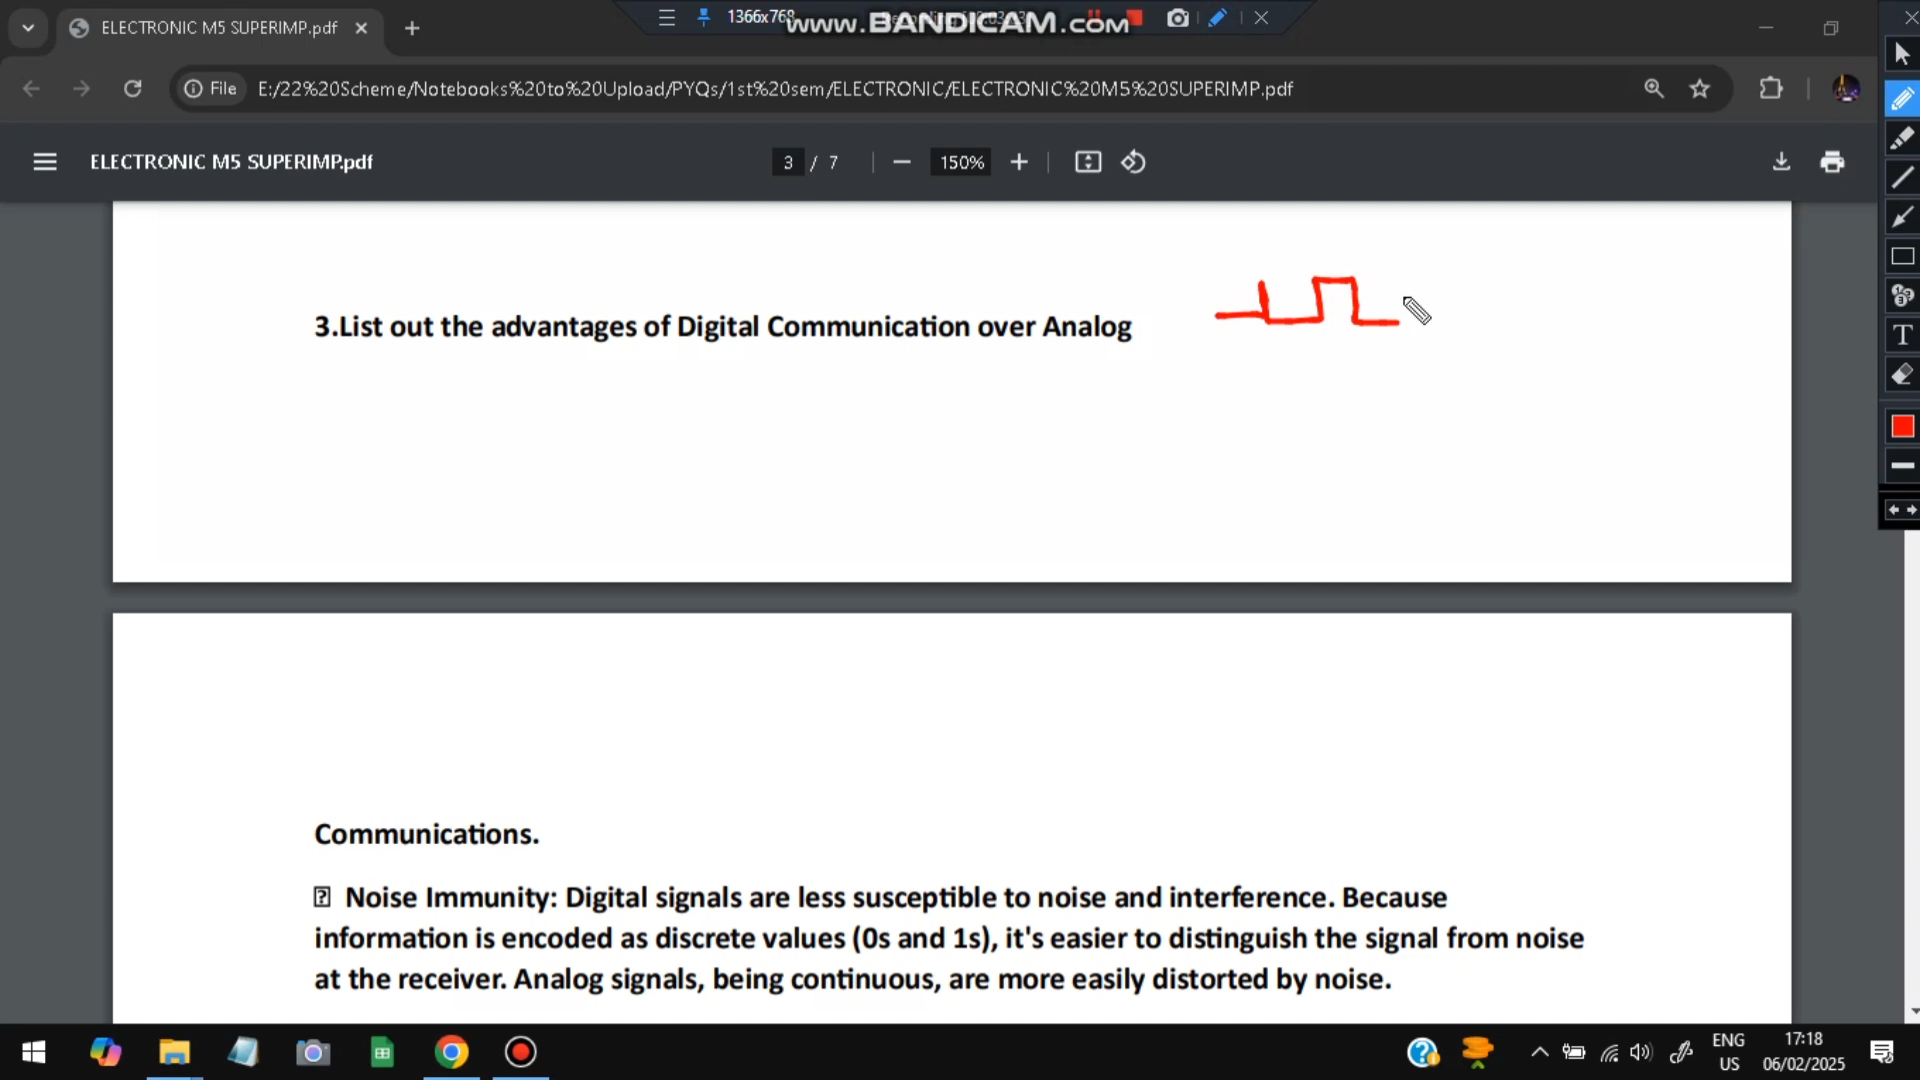 ELECTRONIC M5 SUPERIMP.pdf
1366x768
www.BANDICAM.com
File
E:/22%20Scheme/Notebooks%20to%20Upload/PYQs/1st%20sem/ELECTRONIC/ELECTRONIC%20M5%20SUPERIMP.pdf
ELECTRONIC M5 SUPERIMP.pdf
3 / 7
150%
T
3.List out the advantages of Digital Communication over Analog
Communications.
Noise Immunity: Digital signals are less susceptible to noise and interference. Because
information is encoded as discrete values (0s and 1s), it's easier to distinguish the signal from noise
at the receiver. Analog signals, being continuous, are more easily distorted by noise.
ENG
US
17:18
06/02/2025